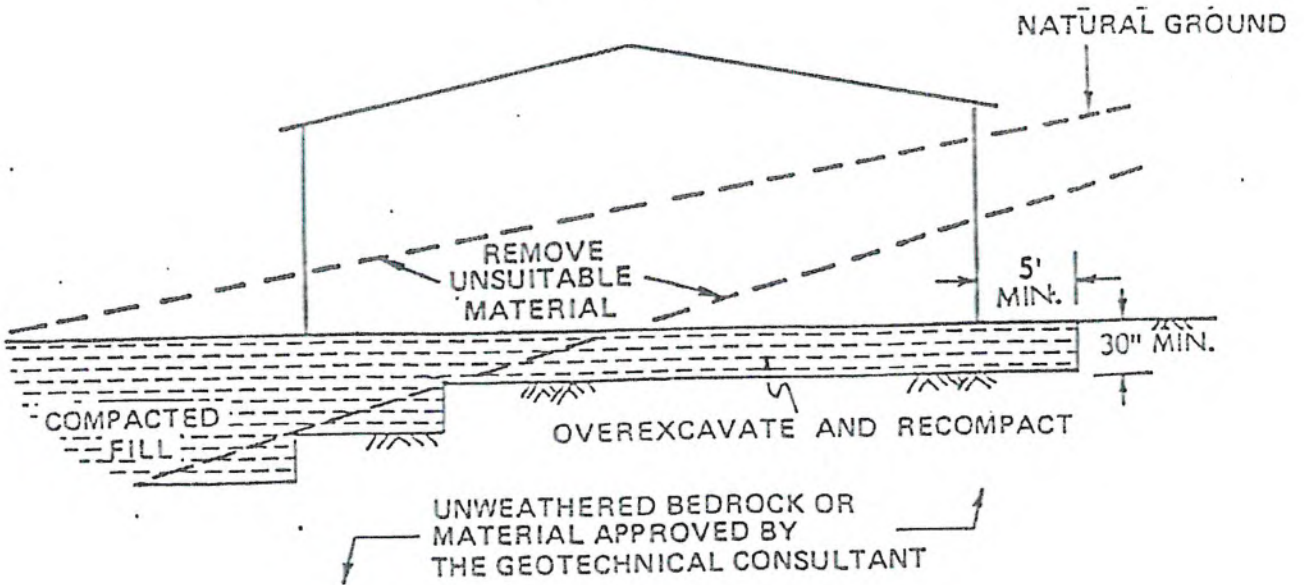 NATURAL GROUND
REMOVE
UNSUITABLE
MATERIAL
5'
MIN.
30" MIN.
COMPACTED
FILL
OVEREXCAVATE AND RECOMPACT
UNWEATHERED BEDROCK OR
MATERIAL APPROVED BY
THE GEOTECHNICAL CONSULTANT